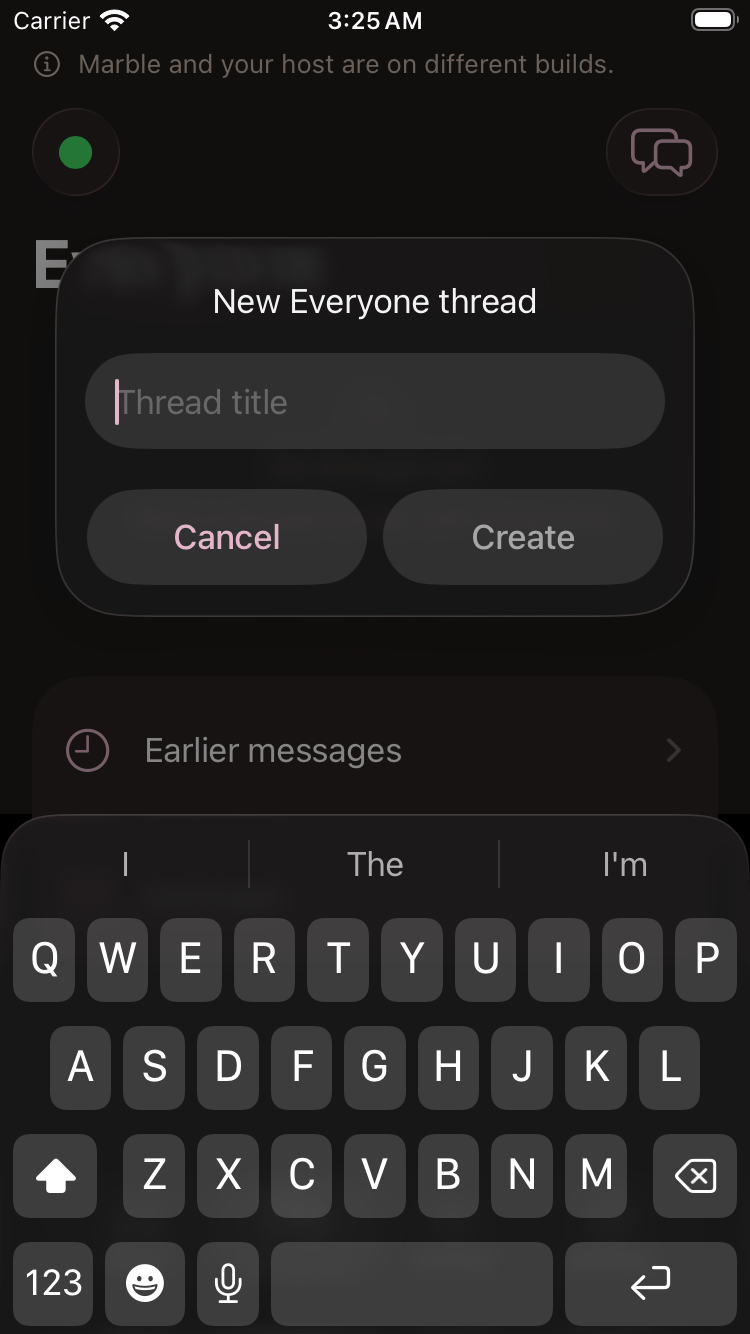 Carrier 3:25 AM
Marble and your host are on different builds.
New Everyone thread
Thread title
Cancel Create
Earlier messages
I The I'm
Q W E R T Y U I O P
A S D F G H J K L
Z X C V B N M
123